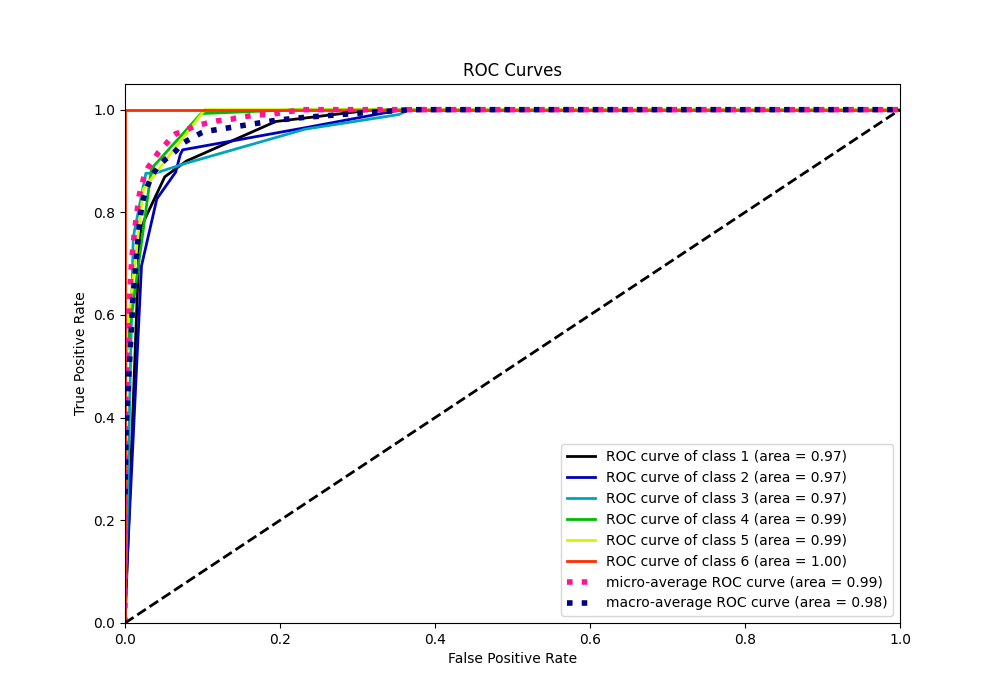 ROC Curves
True Positive Rate
1.0
0.8
0.6
0.4
0.2
0.0
ROC curve of class 1 (area = 0.97)
ROC curve of class 2 (area = 0.97)
ROC curve of class 3 (area = 0.97)
ROC curve of class 4 (area = 0.99)
ROC curve of class 5 (area = 0.99)
ROC curve of class 6 (area = 1.00)
micro-average ROC curve (area = 0.99)
macro-average ROC curve (area = 0.98)
0.0 0.2 0.4 0.6 0.8 1.0
False Positive Rate